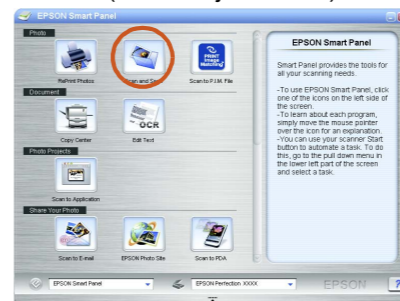 EPSON Smart Panel
Photo
RePrint Photos
Scan and Save
PRINT
Image
Matching
Scan to P.I.M. File
Document
OCR
Copy Center
Edit Text
Photo Projects
Scan to Application
Share Your Photo
Scan to E-mail
EPSON Photo Site
Scan to PDA
EPSON Smart Panel
Smart Panel provides the tools for
all your scanning needs.
-To use EPSON Smart Panel, click
one of the icons on the left side of
the screen.
-To learn about each program,
simply move the mouse pointer
over the icon for an explanation.
-You can use your scanner Start
button to automate a task. To do
this, go to the pull down menu in
the lower left part of the screen
and select a task.
EPSON Smart Panel
EPSON Perfection XXXX
EPSON
?